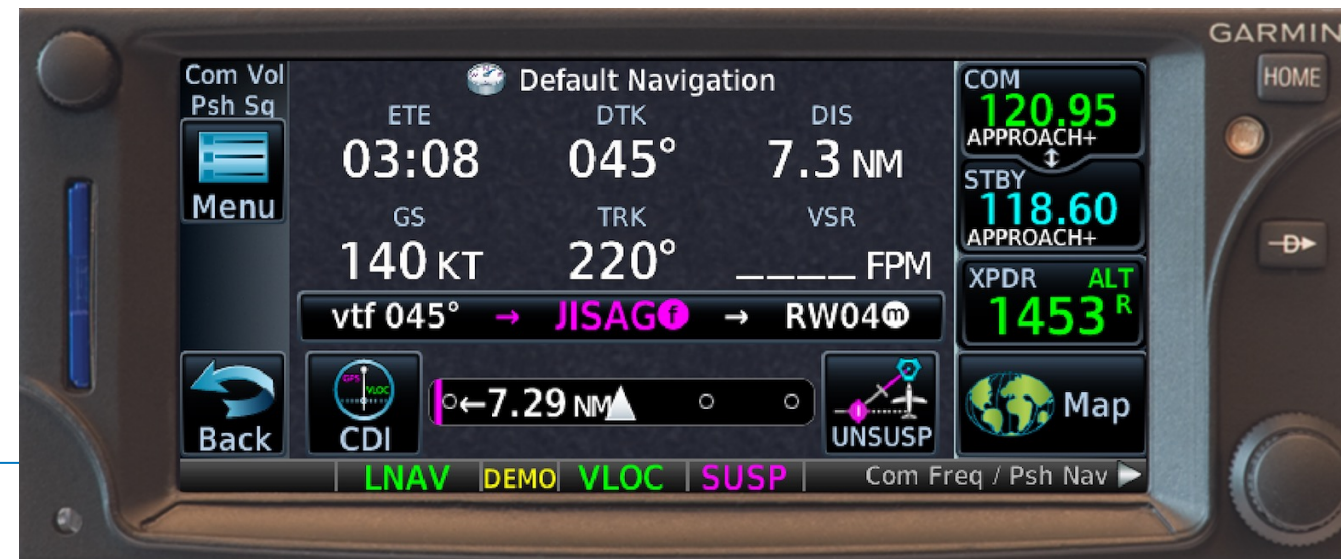 GARMIN
HOME
Com Vol
Psh Sq
Menu
Back
Default Navigation
ETE DTK DIS
03:08 045° 7.3 NM
GS TRK VSR
140 KT 220° ____ FPM
vtf 045° → JISAG f → RW04 m
GPS
VLOC
CDI
←7.29 NM
UNSUSP
COM
120.95
APPROACH+
STBY
118.60
APPROACH+
XPDR ALT
1453 R
Map
LNAV DEMO VLOC SUSP Com Freq / Psh Nav
D